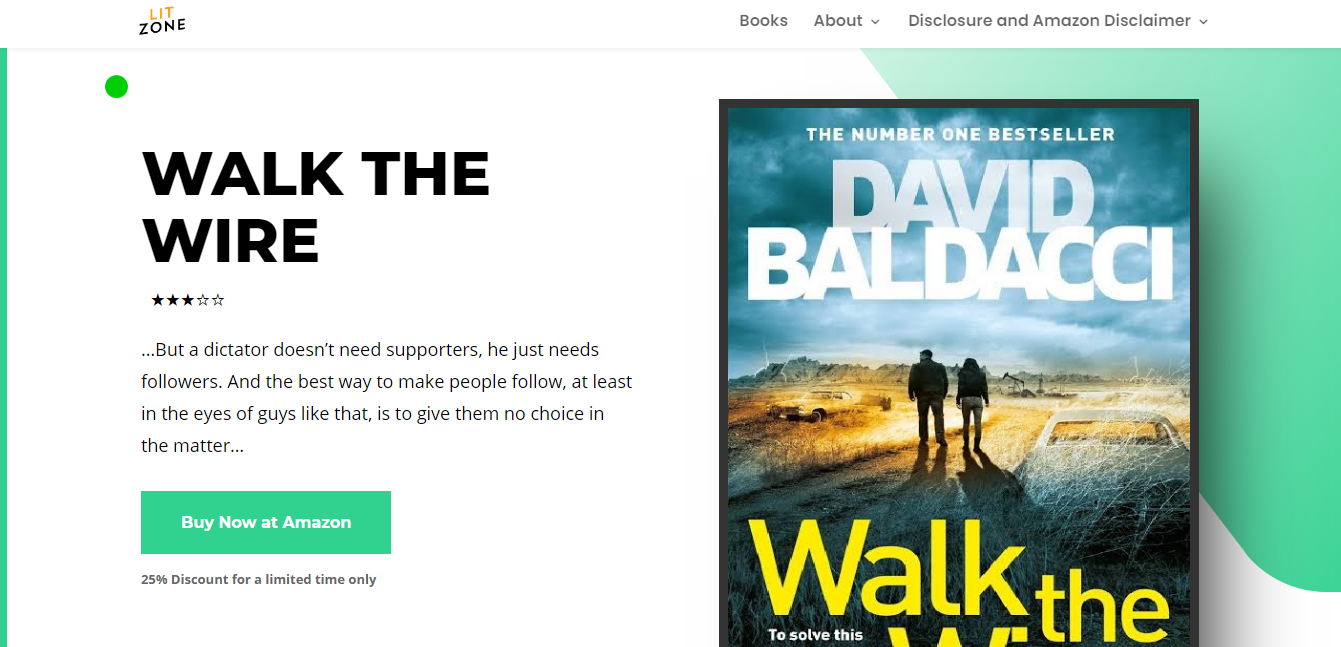 LIT
ZONE
Books About Disclosure and Amazon Disclaimer
WALK THE
WIRE
★★★☆☆
...But a dictator doesn’t need supporters, he just needs
followers. And the best way to make people follow, at least
in the eyes of guys like that, is to give them no choice in
the matter...
Buy Now at Amazon
25% Discount for a limited time only
THE NUMBER ONE BESTSELLER
DAVID
BALDACCI
Walk
the
To solve this